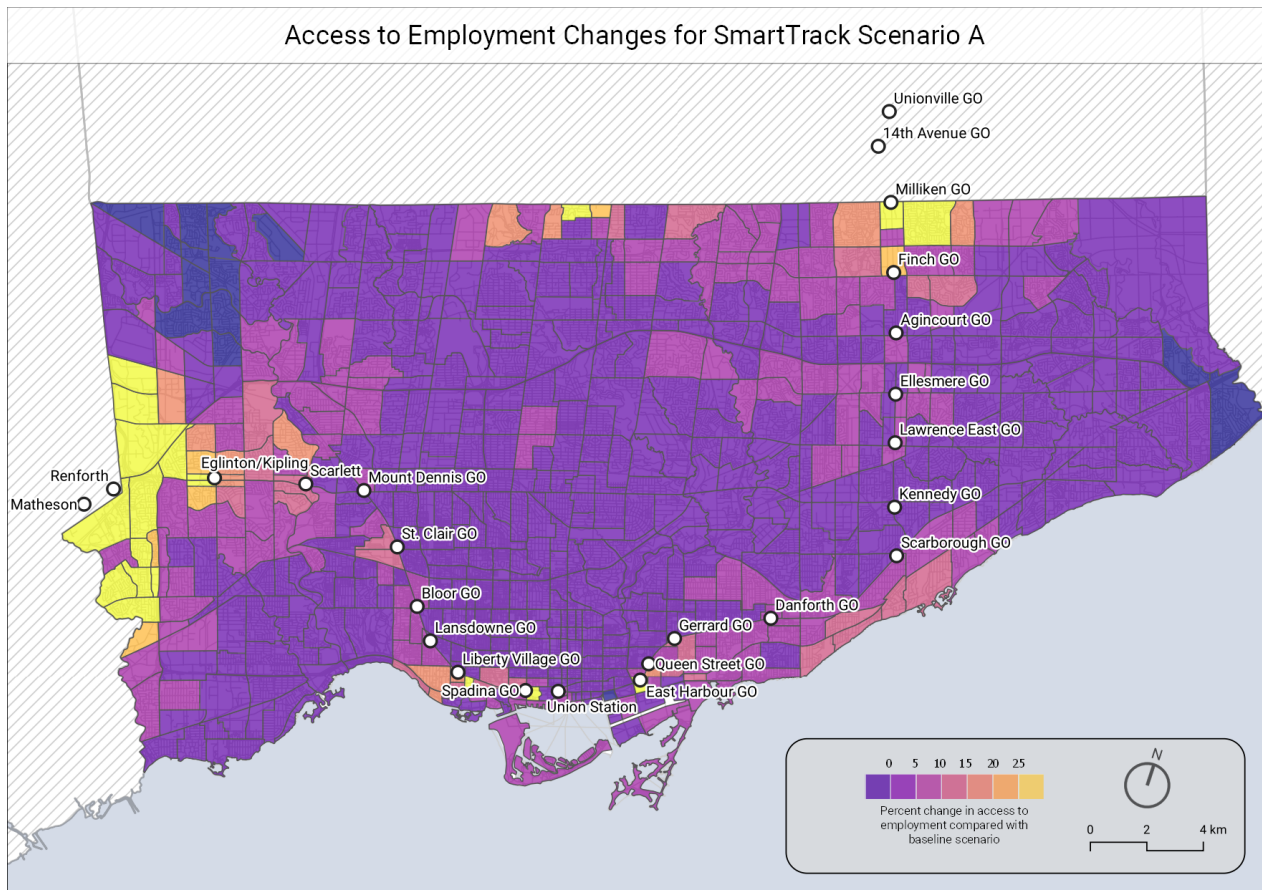 Access to Employment Changes for SmartTrack Scenario A
Unionville GO
14th Avenue GO
Milliken GO
Finch GO
Agincourt GO
Ellesmere GO
Lawrence East GO
Eglinton/Kipling
Scarlett
Renforth
Mount Dennis GO
Matheson
Kennedy GO
St. Clair GO
Scarborough GO
Bloor GO
Danforth GO
Lansdowne GO
Gerrard GO
Liberty Village GO
Queen Street GO
Spadina GO
East Harbour GO
Union Station
N
0 5 10 15 20 25
Percent change in access to
employment compared with
baseline scenario
0 2 4 km